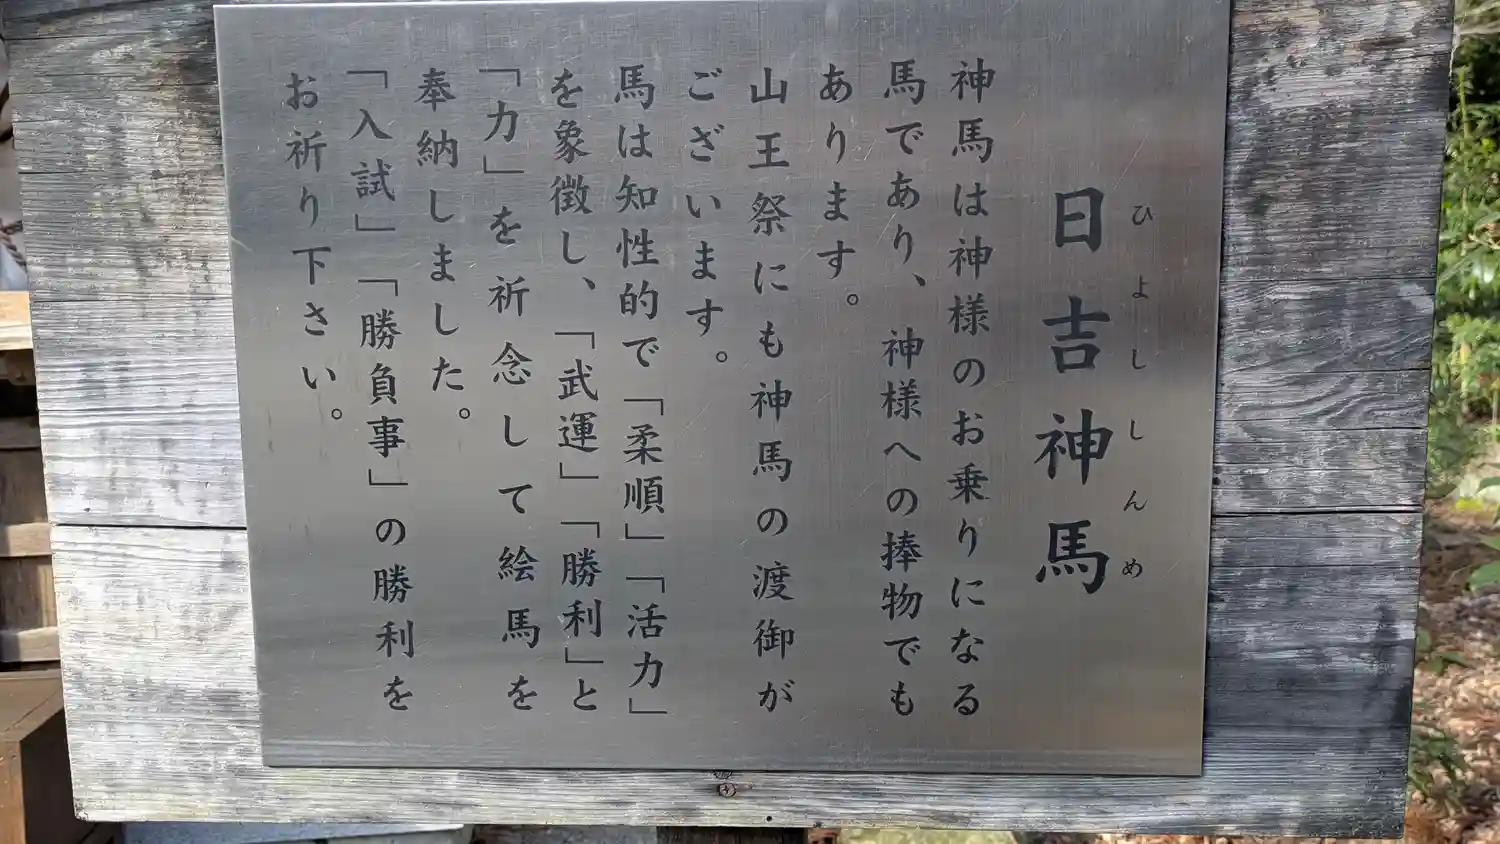 日吉神馬
ひよししんめ
神馬は神様のお乗りになる
馬であり、神様への捧物でも
あります。
山王祭にも神馬の渡御が
ございます。
馬は知性的で「柔順」「活力」
を象徴し、「武運」「勝利」と
「力」を祈念して絵馬を
奉納しました。
「入試」「勝負事」の勝利を
お祈り下さい。